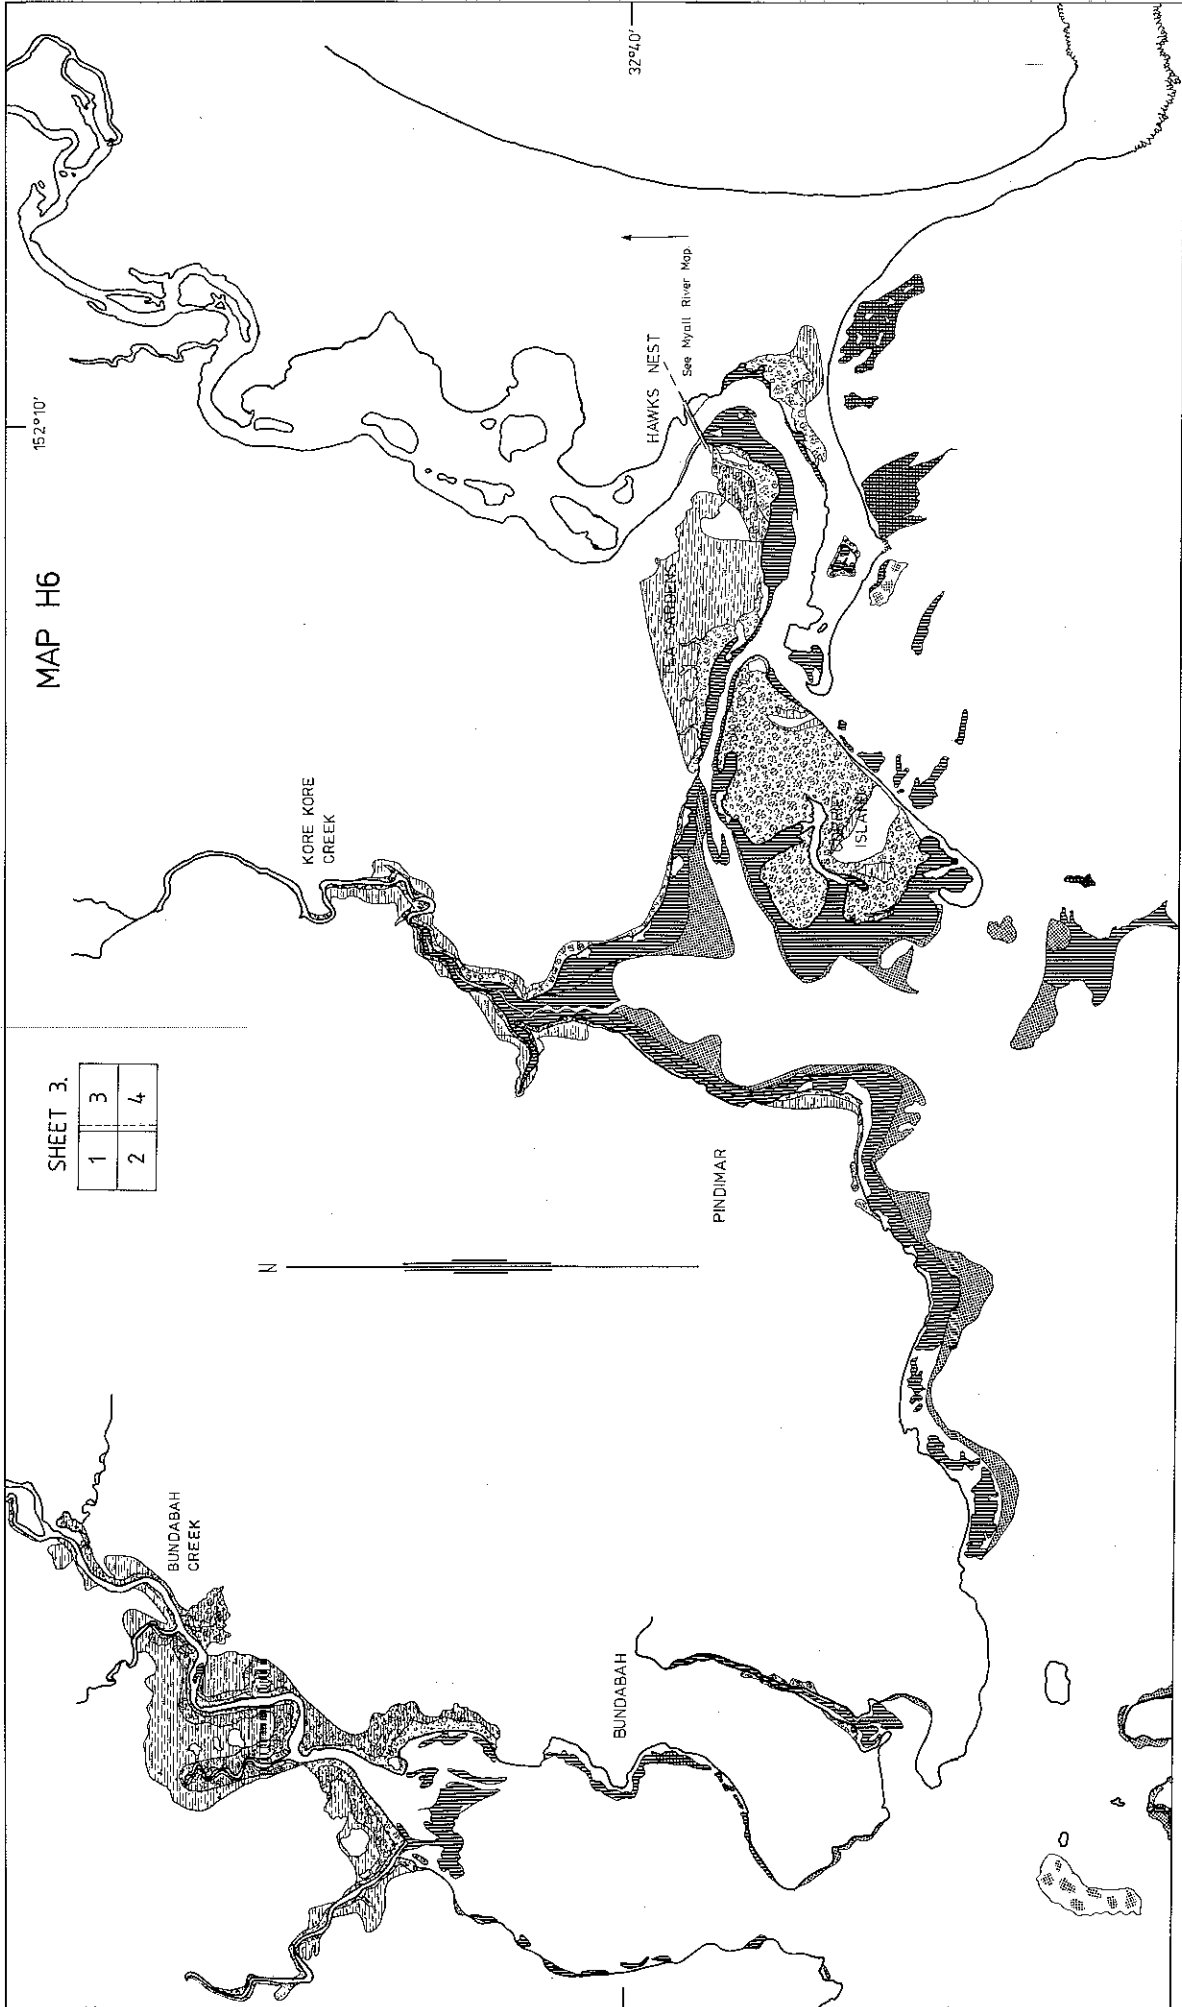 MAP H6
152°10'
32°40'
SHEET 3.
1 3
2 4
N
KORE KORE
CREEK
BUNDABAH
CREEK
HAWKS NEST
See Myall River Map.
TEA GARDENS
CORRIE
ISLAND
PINDIMAR
BUNDABAH